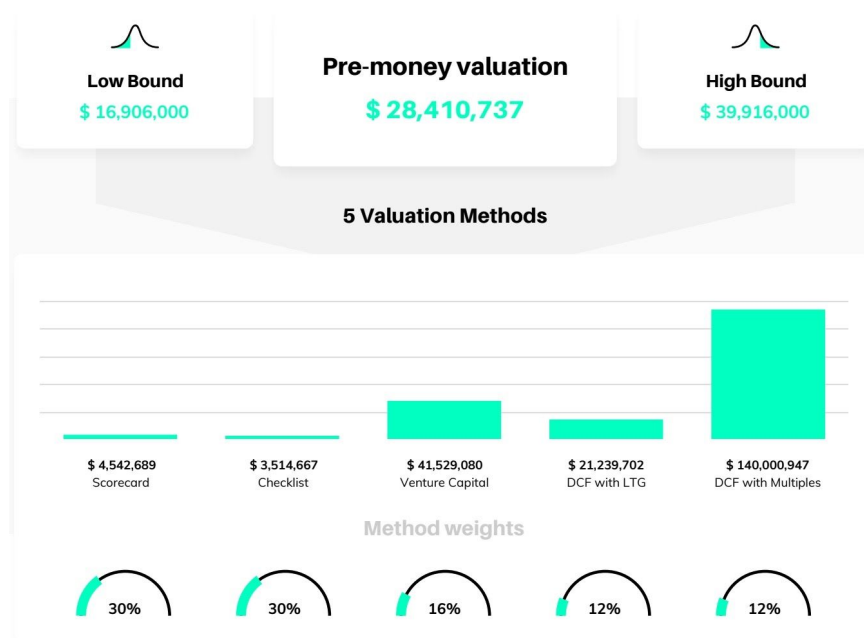 Low Bound
$ 16,906,000
Pre-money valuation
$ 28,410,737
High Bound
$ 39,916,000
5 Valuation Methods
$ 4,542,689
Scorecard
$ 3,514,667
Checklist
$ 41,529,080
Venture Capital
$ 21,239,702
DCF with LTG
$ 140,000,947
DCF with Multiples
Method weights
30%
30%
16%
12%
12%